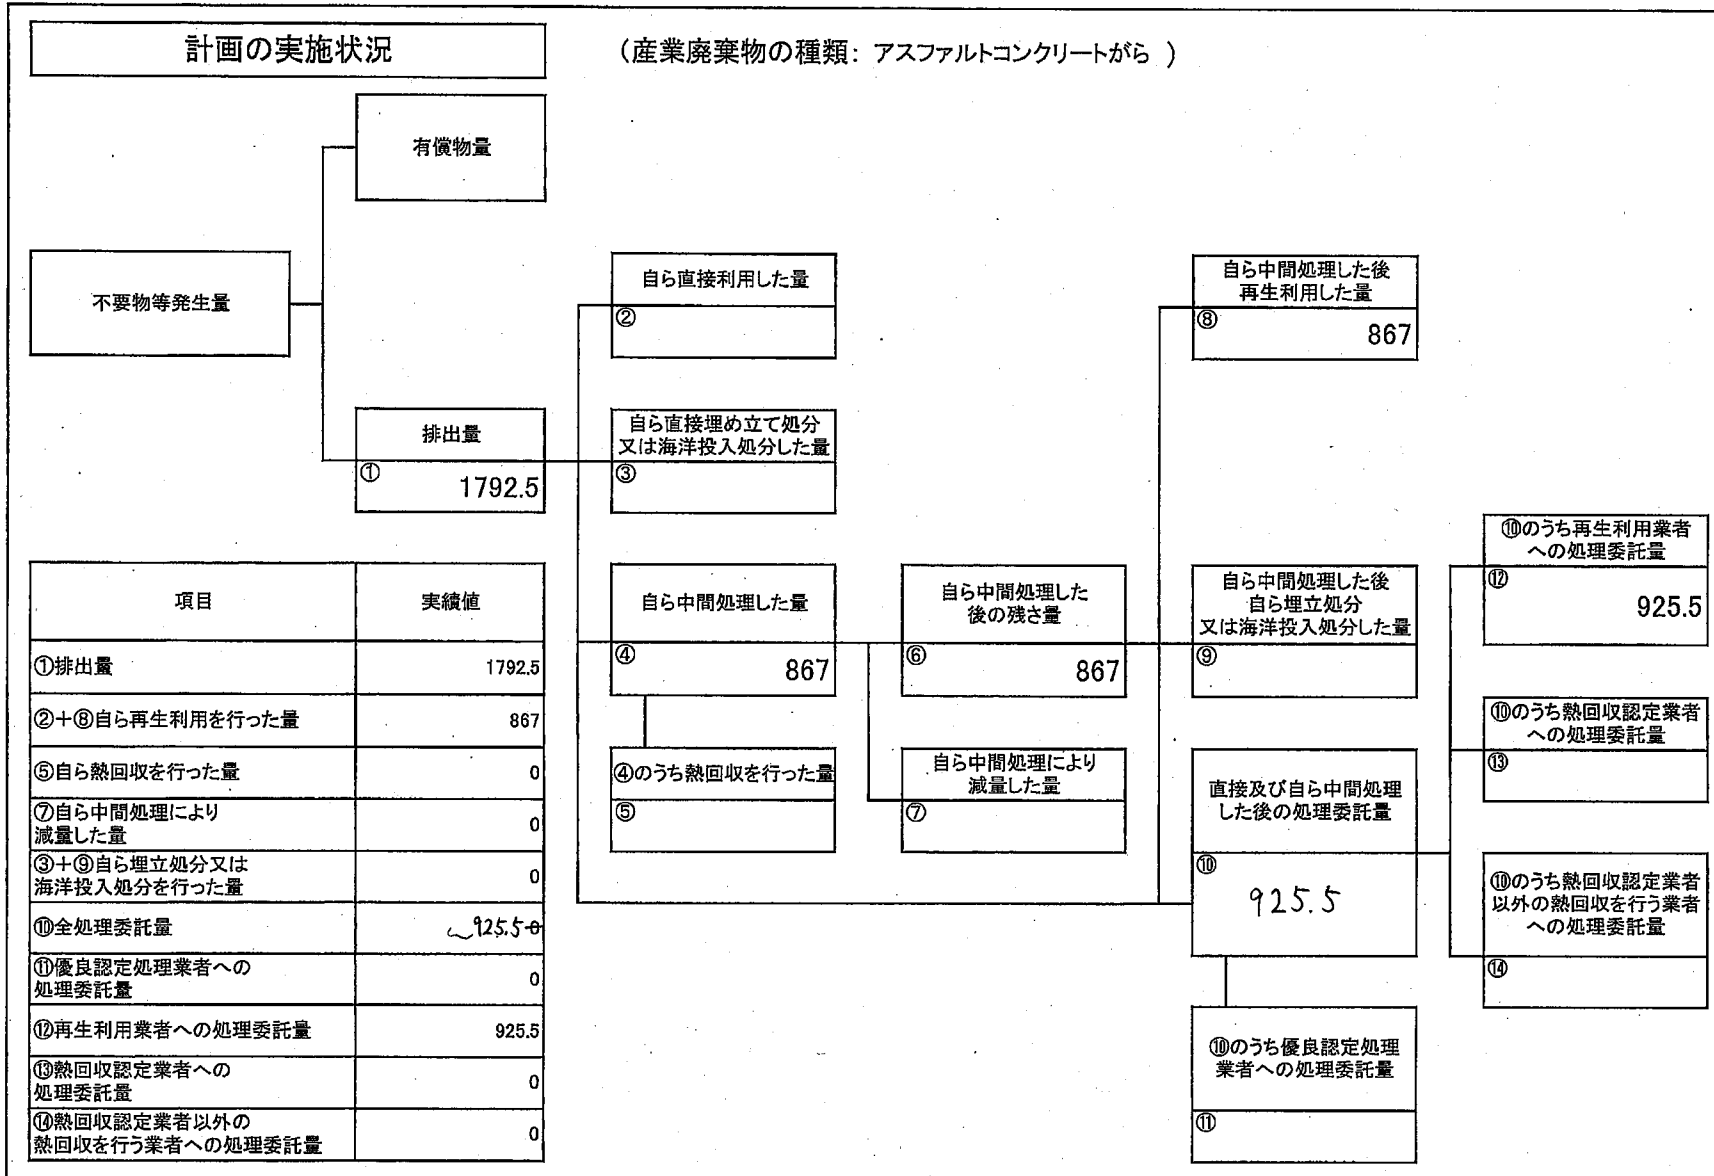 計画の実施状況
（産業廃棄物の種類： アスファルトコンクリートがら ）
有償物量
不要物等発生量
排出量
①
1792.5
自ら直接利用した量
②
自ら直接埋め立て処分
又は海洋投入処分した量
③
自ら中間処理した後
再生利用した量
⑧
867
自ら中間処理した量
④
867
④のうち熱回収を行った量
⑤
自ら中間処理した
後の残さ量
⑥
867
自ら中間処理により
減量した量
⑦
自ら中間処理した後
自ら埋立処分
又は海洋投入処分した量
⑨
直接及び自ら中間処理
した後の処理委託量
⑩
925.5
⑩のうち優良認定処理
業者への処理委託量
⑪
⑩のうち再生利用業者
への処理委託量
⑫
925.5
⑩のうち熱回収認定業者
への処理委託量
⑬
⑩のうち熱回収認定業者
以外の熱回収を行う業者
への処理委託量
⑭
項目 実績値
①排出量 1792.5
②＋⑧自ら再生利用を行った量 867
⑤自ら熱回収を行った量 0
⑦自ら中間処理により
減量した量 0
③＋⑨自ら埋立処分又は
海洋投入処分を行った量 0
⑩全処理委託量 925.5 0
⑪優良認定処理業者への
処理委託量 0
⑫再生利用業者への処理委託量 925.5
⑬熱回収認定業者への
処理委託量 0
⑭熱回収認定業者以外の
熱回収を行う業者への処理委託量 0